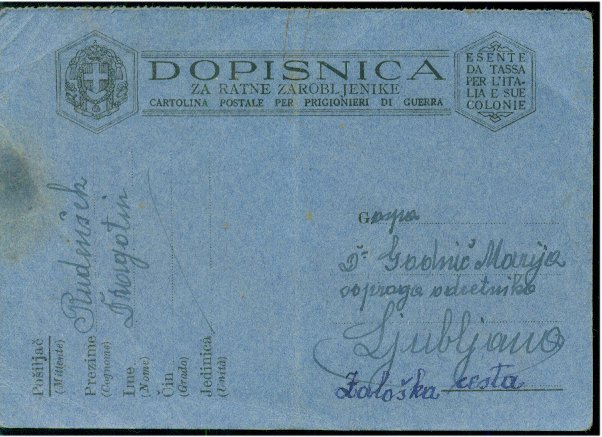 DOPISNICA
ZA RATNE ZAROBLJENIKE
CARTOLINA POSTALE PER PRIGIONIERI DI GUERRA
ESENTE
DA TASSA
PER L'ITA-
LIA E SUE
COLONIE
Pošiljač
(Mittente)
Prezime Rudenšek
(Cognome)
Ime Dragotin
(Nome)
Čin
(Grado)
Jedinica
(Unità)
Gospa
Dr Godnič Marija
soproga odvetnika
Ljubljana
Zaloška cesta